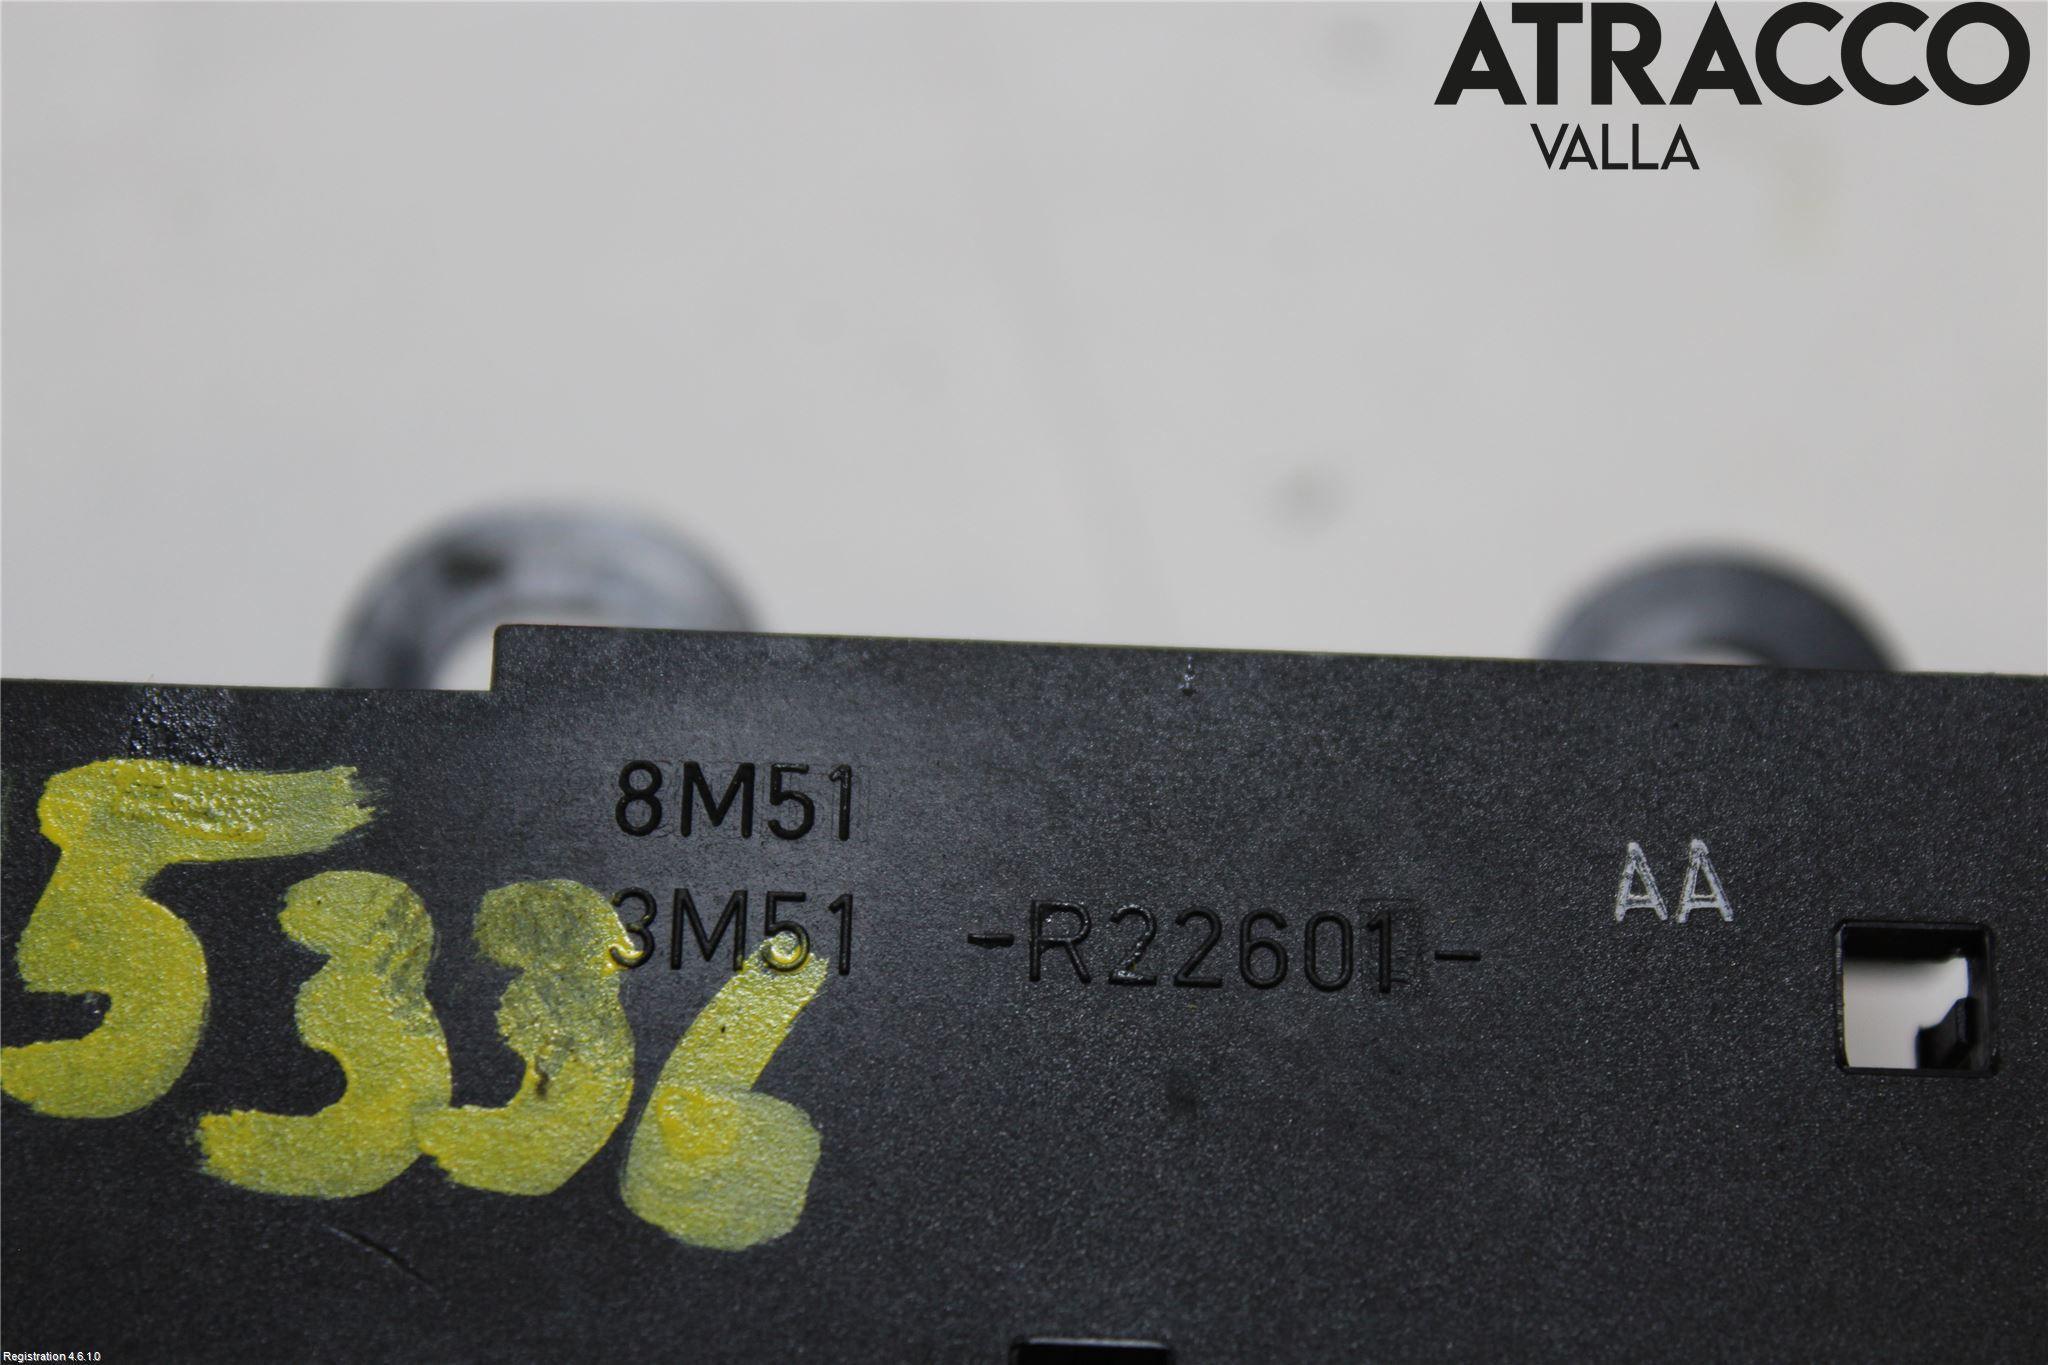 ATRACCO
VALLA
8M51
3M51 -R22601-
AA
5336
Registration 4.6.1.0